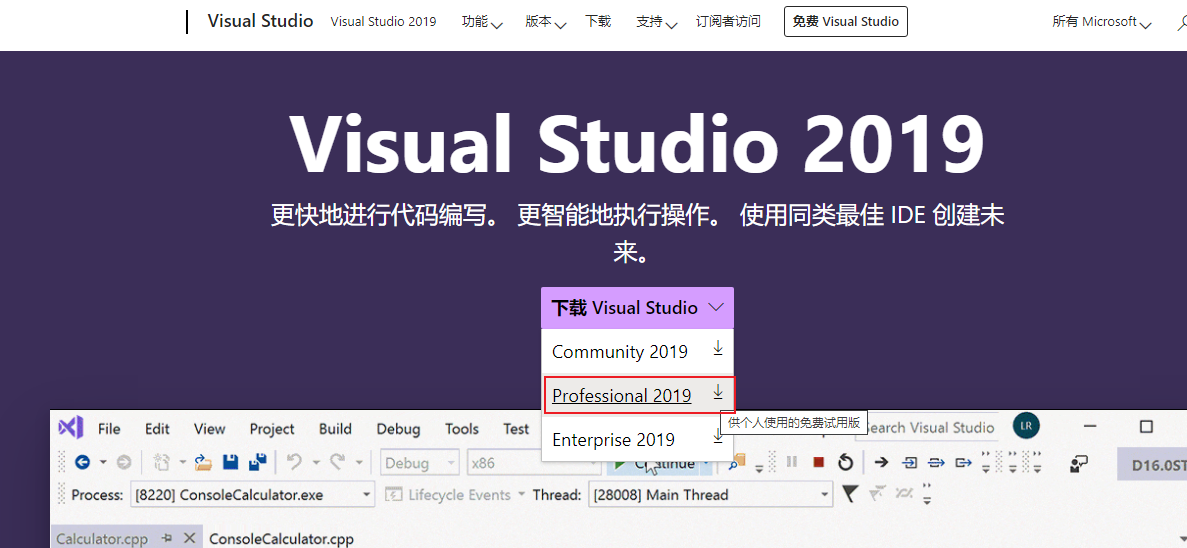 Visual Studio Visual Studio 2019 功能 版本 下载 支持 订阅者访问 免费 Visual Studio 所有 Microsoft
Visual Studio 2019
更快地进行代码编写。 更智能地执行操作。 使用同类最佳 IDE 创建未
来。
下载 Visual Studio
Community 2019
Professional 2019
供个人使用的免费试用版
Enterprise 2019
File Edit View Project Build Debug Tools Test Search Visual Studio LR
Debug x86 Continue D16.0ST
Process: [8220] ConsoleCalculator.exe Lifecycle Events Thread: [28008] Main Thread
Calculator.cpp ConsoleCalculator.cpp